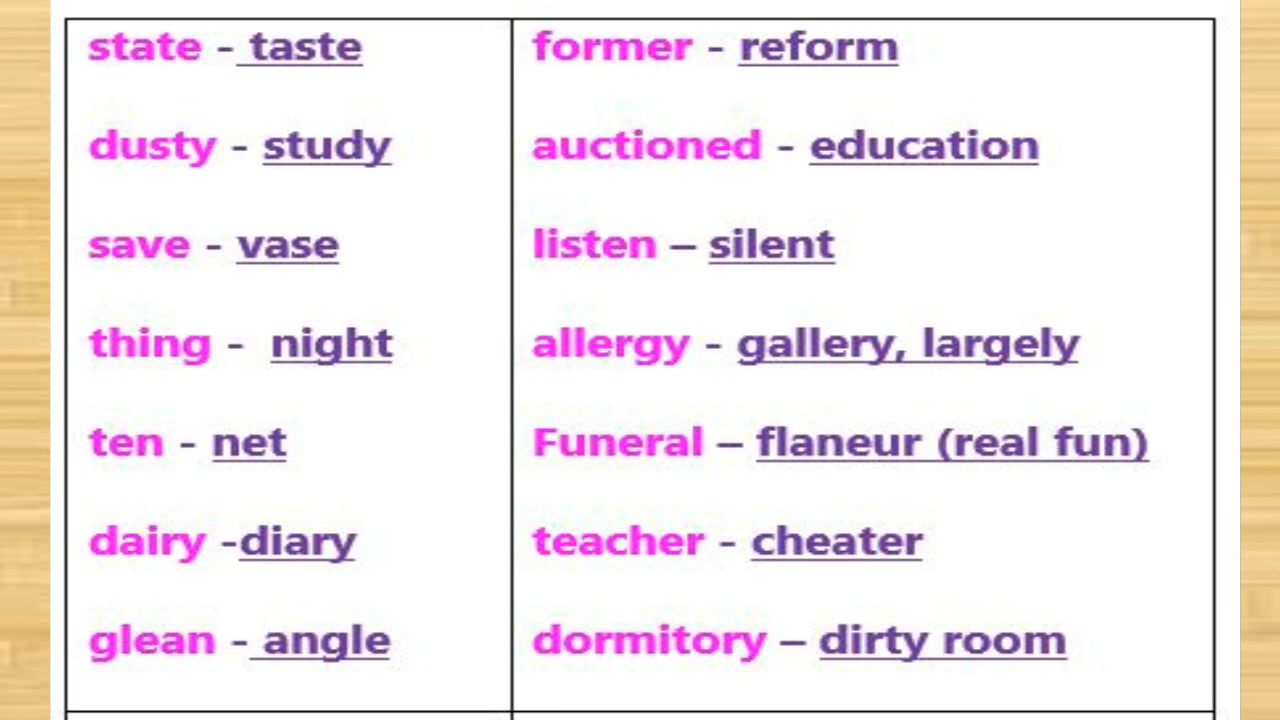 state - taste
dusty - study
save - vase
thing - night
ten - net
dairy -diary
glean - angle
former - reform
auctioned - education
listen – silent
allergy - gallery, largely
Funeral – flaneur (real fun)
teacher - cheater
dormitory – dirty room